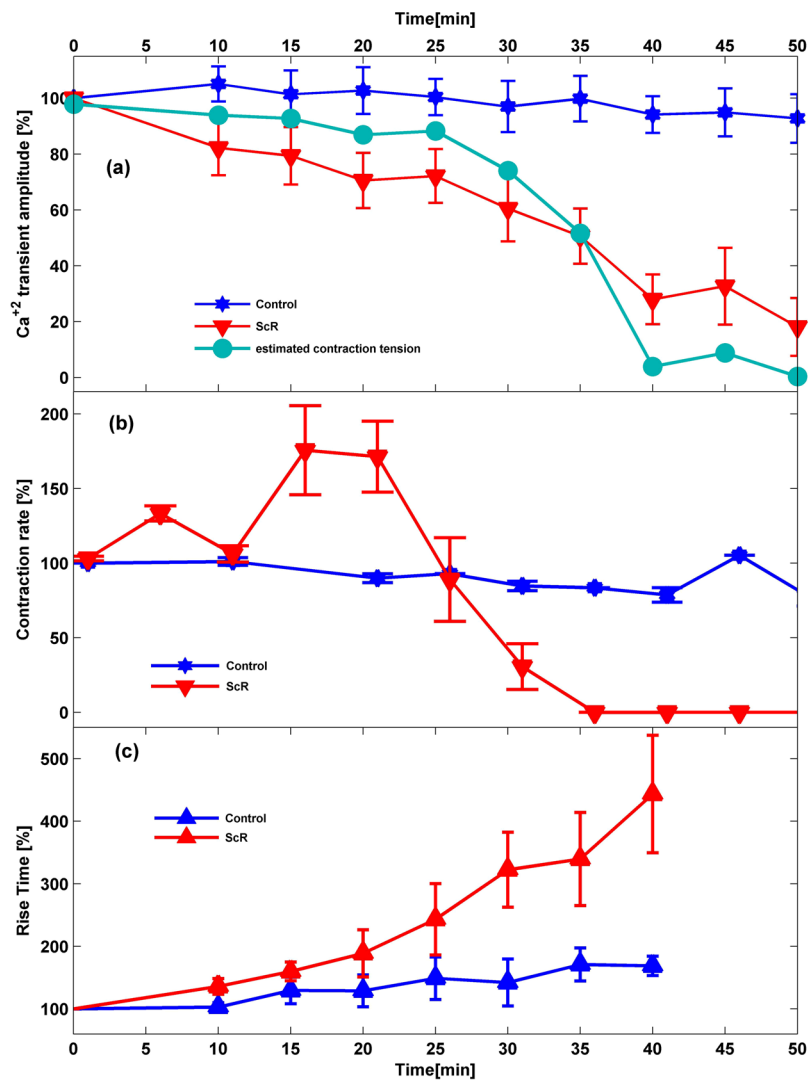 Time[min]
0 5 10 15 20 25 30 35 40 45 50
Ca⁺² transient amplitude [%]
100
80
60
40
20
0
(a)
Control
ScR
estimated contraction tension
Contraction rate [%]
200
150
100
50
0
(b)
Control
ScR
Rise Time [%]
500
400
300
200
100
(c)
Control
ScR
0 5 10 15 20 25 30 35 40 45 50
Time[min]